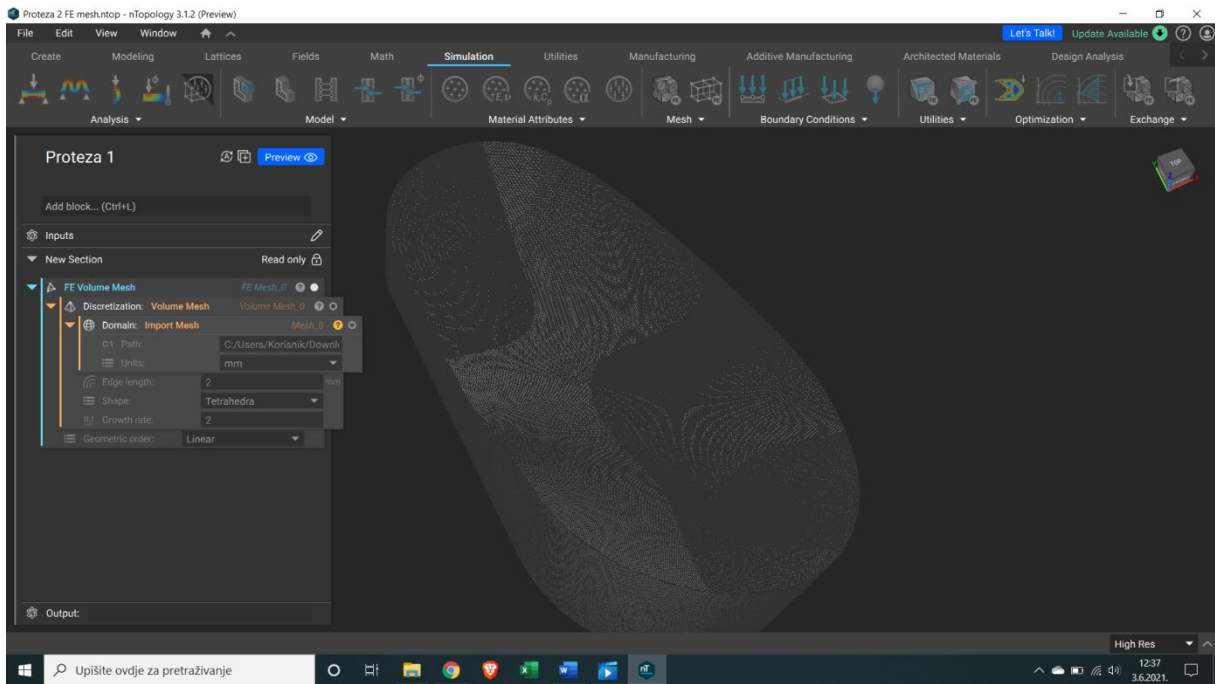 Proteza 2 FE mesh.ntop - nTopology 3.1.2 (Preview)
File Edit View Window Let's Talk! Update Available
Create Modeling Lattices Fields Math Simulation Utilities Manufacturing Additive Manufacturing Architected Materials Design Analysis
Analysis Model Material Attributes Mesh Boundary Conditions Utilities Optimization Exchange
Proteza 1 Preview
TOP
Add block... (Ctrl+L)
Inputs
New Section Read only
FE Volume Mesh FE Mesh_0
Discretization: Volume Mesh Volume Mesh_0
Domain: Import Mesh Mesh_0
Path: C:/Users/Korisnik/Downl
Units: mm
Edge length: 2 mm
Shape: Tetrahedra
Growth rate: 2
Geometric order: Linear
Output:
High Res
Upišite ovdje za pretraživanje
12:37
3.6.2021.